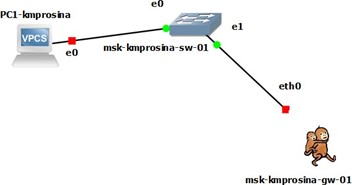 e0
PC1-kmprosina
e1
VPCS
msk-kmprosina-sw-01
e0
eth0
msk-kmprosina-gw-01